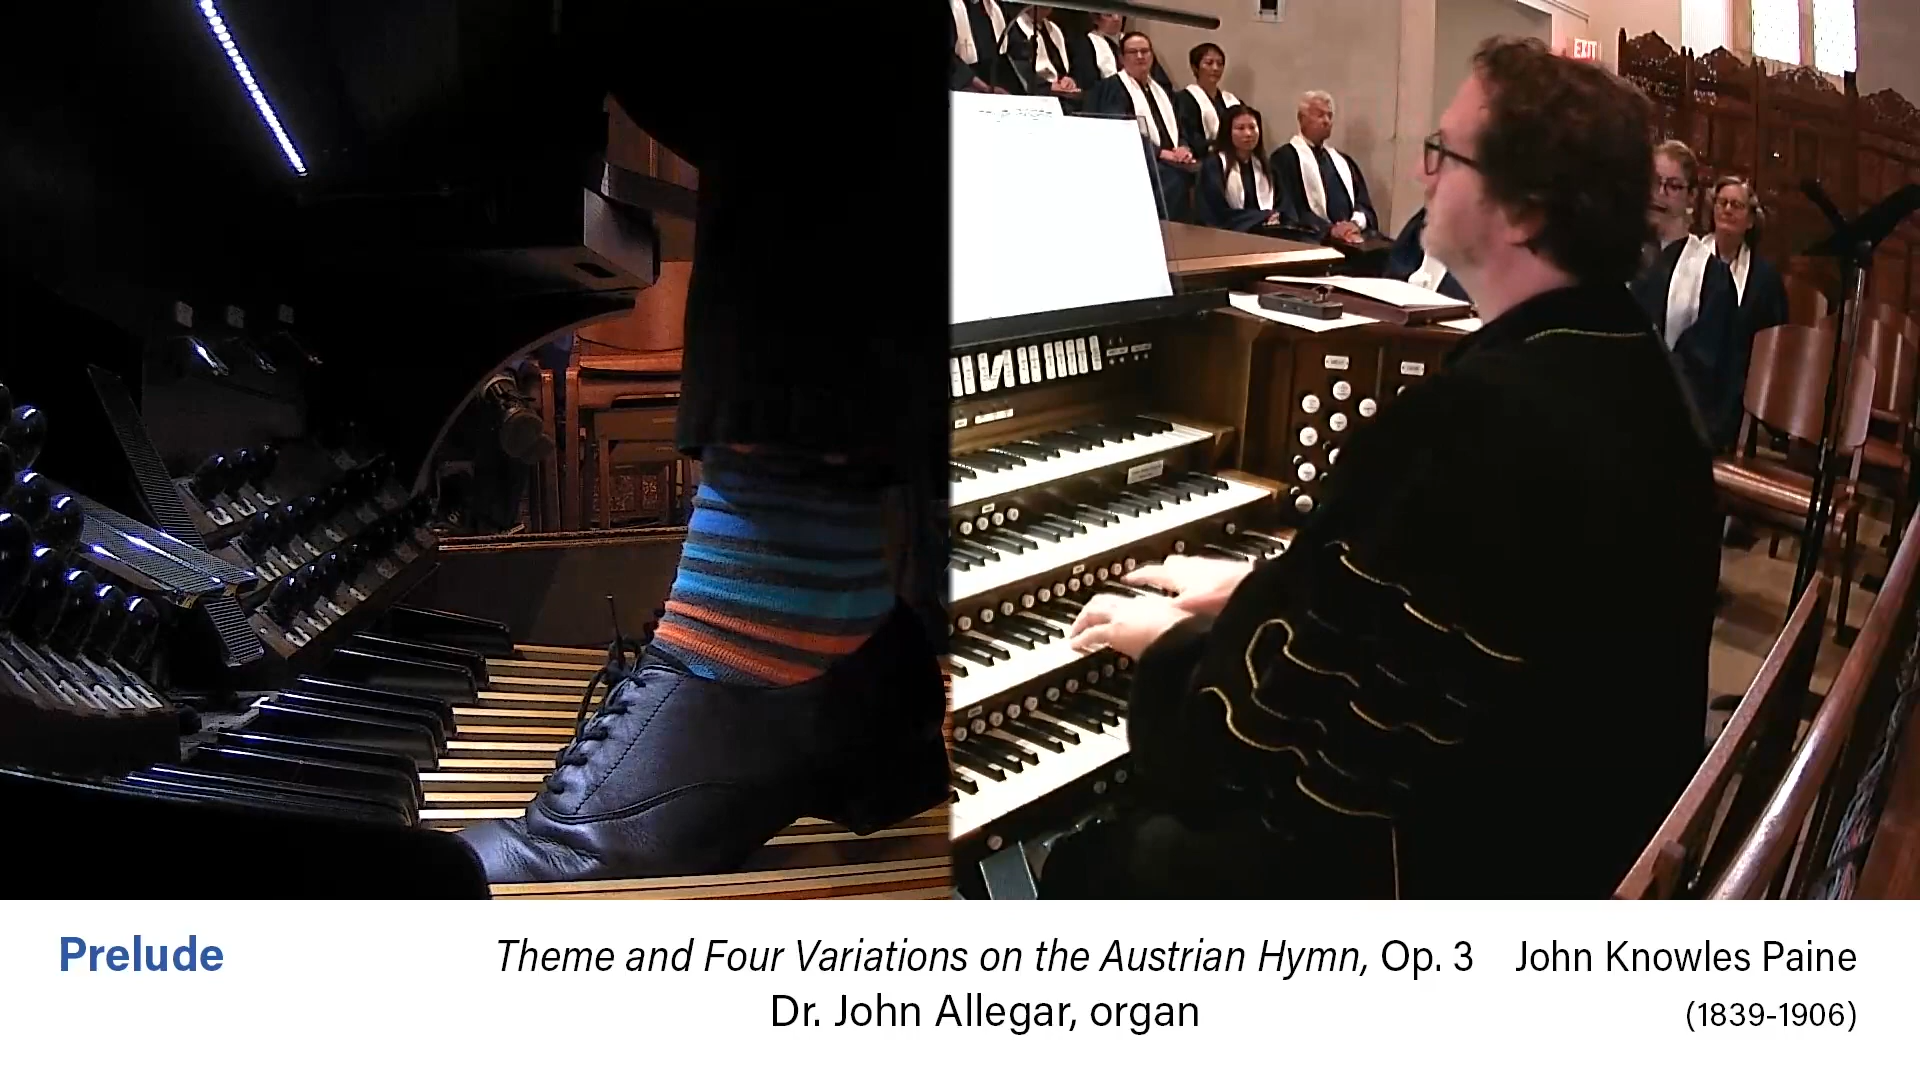 EXIT
Prelude Theme and Four Variations on the Austrian Hymn, Op. 3 John Knowles Paine
Dr. John Allegar, organ (1839-1906)